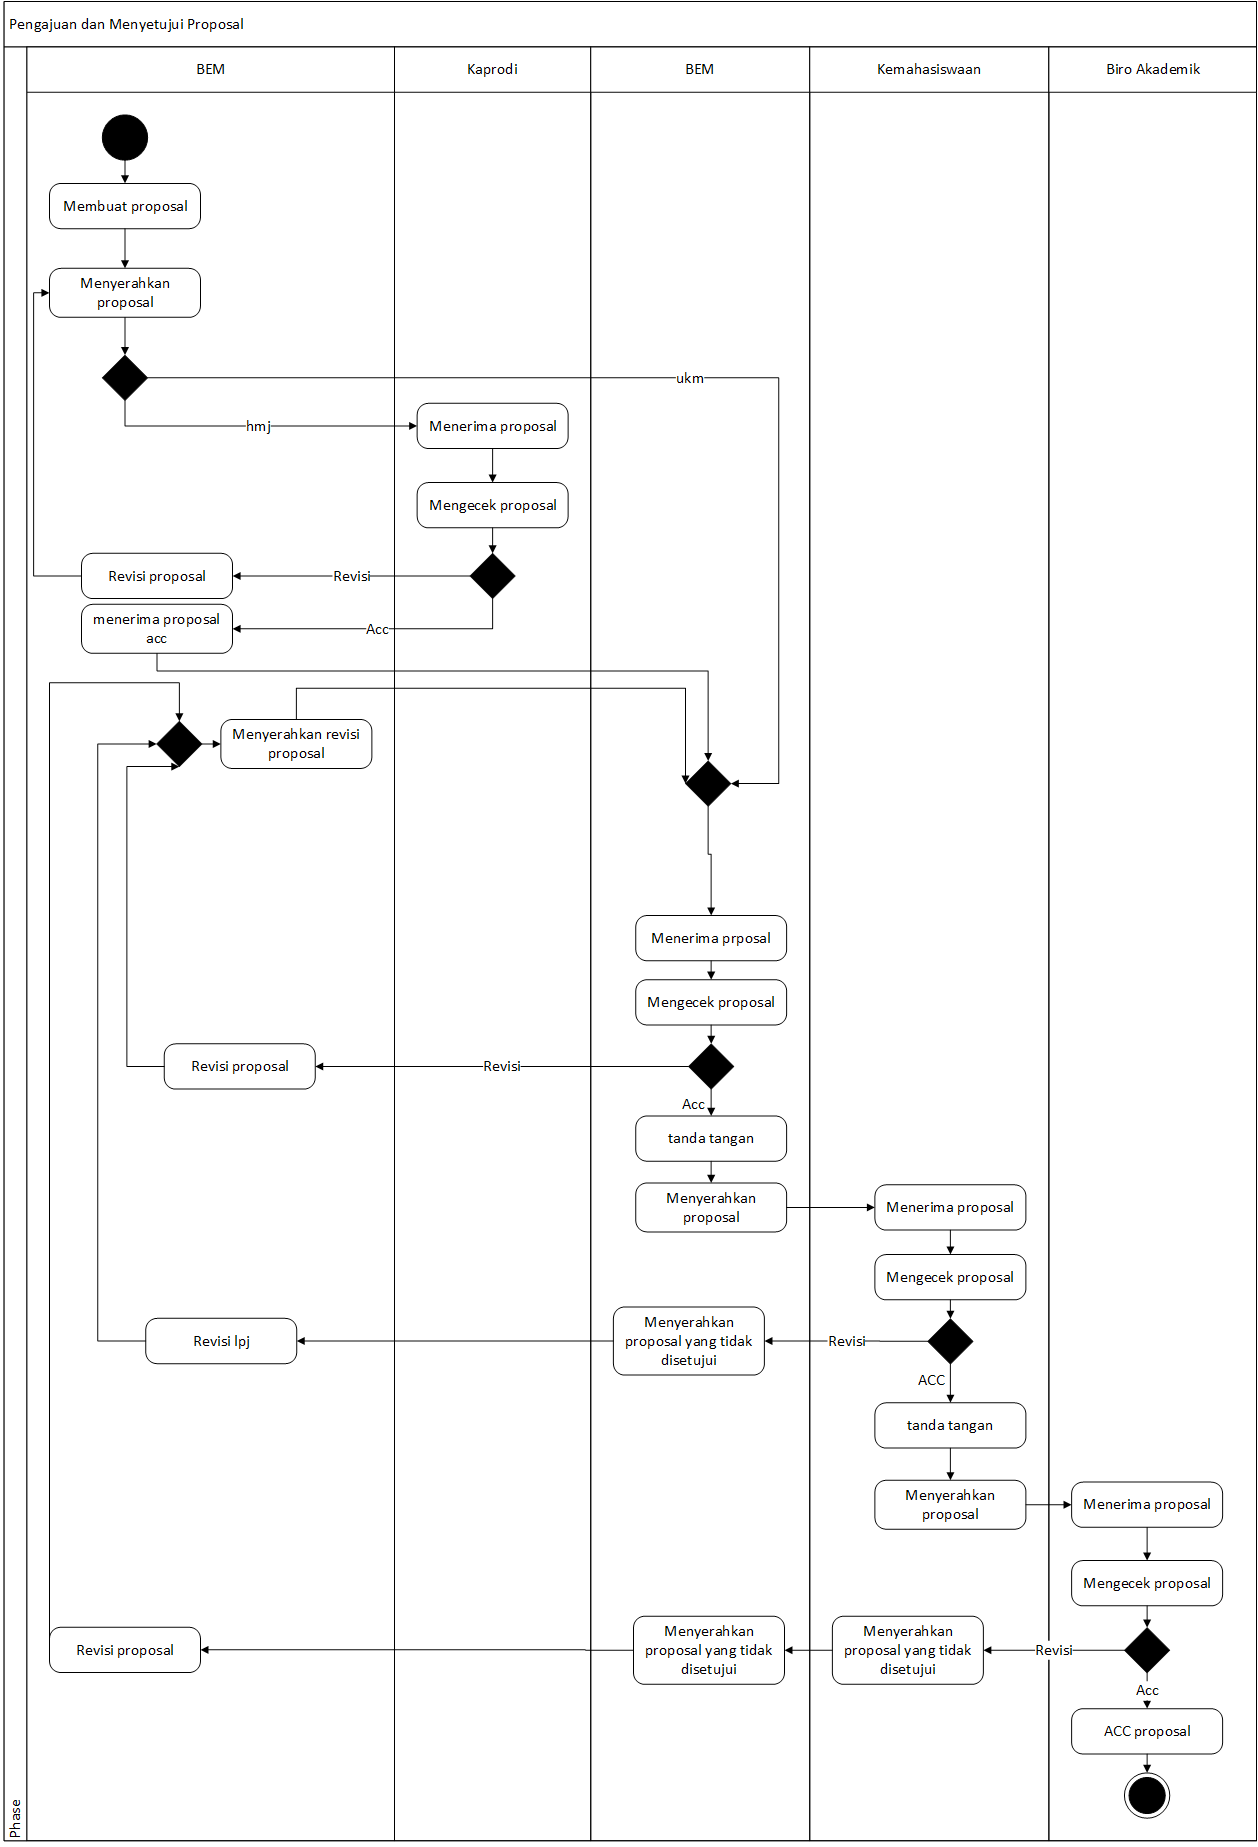 Pengajuan dan Menyetujui Proposal
BEM
Kaprodi
BEM
Kemahasiswaan
Biro Akademik
Membuat proposal
Menyerahkan
proposal
ukm
hmj
Menerima proposal
Mengecek proposal
Revisi proposal
Revisi
menerima proposal
acc
Acc
Menyerahkan revisi
proposal
Menerima prposal
Mengecek proposal
Revisi proposal
Revisi
Acc
tanda tangan
Menyerahkan
proposal
Menerima proposal
Mengecek proposal
Revisi lpj
Menyerahkan
proposal yang tidak
disetujui
Revisi
ACC
tanda tangan
Menyerahkan
proposal
Menerima proposal
Mengecek proposal
Revisi proposal
Menyerahkan
proposal yang tidak
disetujui
Menyerahkan
proposal yang tidak
disetujui
Revisi
Acc
ACC proposal
Phase